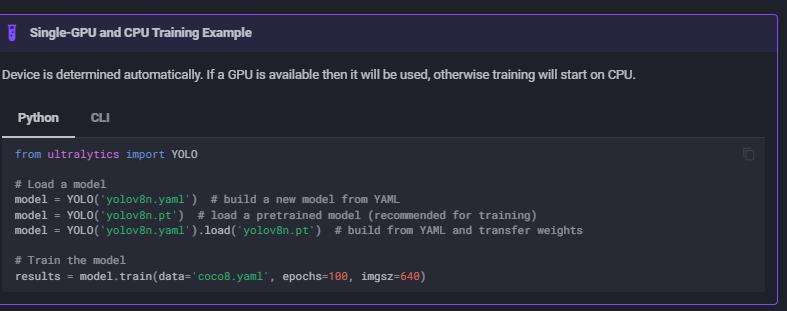 Single-GPU and CPU Training Example
Device is determined automatically. If a GPU is available then it will be used, otherwise training will start on CPU.
Python CLI
from ultralytics import YOLO
# Load a model
model = YOLO('yolov8n.yaml')  # build a new model from YAML
model = YOLO('yolov8n.pt')  # load a pretrained model (recommended for training)
model = YOLO('yolov8n.yaml').load('yolov8n.pt')  # build from YAML and transfer weights
# Train the model
results = model.train(data='coco8.yaml', epochs=100, imgsz=640)